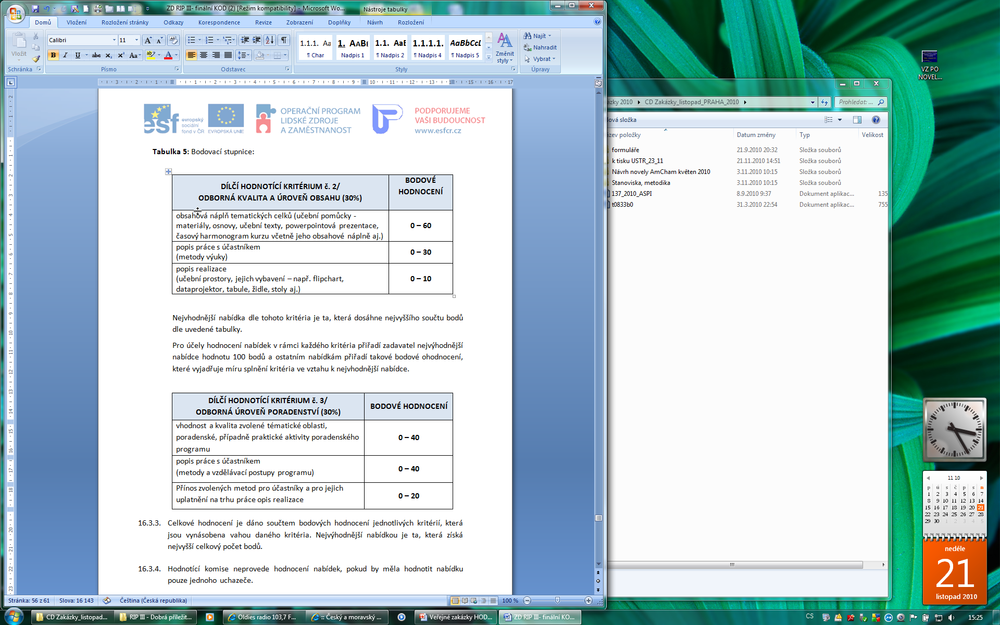 ZD RIP III- finální KOD (2) [Režim kompatibility] - Microsoft Wo...
Nástroje tabulky
Domů
Vložení
Rozložení stránky
Odkazy
Korespondence
Revize
Zobrazení
Doplňky
Návrh
Rozložení
Vložit
Schránka
Calibri
11
Písmo
Odstavec
1.1.1. Aa
¶ Char
1. AABB
Nadpis 1
1.1. AaB
¶ Nadpis 2
1.1.1.1.
¶ Nadpis 4
AaBbCcL
¶ Nadpis 5
Změnit
styly
Styly
Najít
Nahradit
Vybrat
Úpravy
esf
evropský
sociální
fond v ČR
EVROPSKÁ UNIE
OPERAČNÍ PROGRAM
LIDSKÉ ZDROJE
A ZAMĚSTNANOST
PODPORUJEME
VAŠI BUDOUCNOST
www.esfcr.cz
Tabulka 5: Bodovací stupnice:
DÍLČÍ HODNOTÍCÍ KRITÉRIUM č. 2/
ODBORNÁ KVALITA A ÚROVEŇ OBSAHU (30%)
BODOVÉ
HODNOCENÍ
obsahová náplň tematických celků (učební pomůcky -
materiály, osnovy, učební texty, powerpointová prezentace,
časový harmonogram kurzu včetně jeho obsahové náplně aj.)
0 – 60
popis práce s účastníkem
(metody výuky)
0 – 30
popis realizace
(učební prostory, jejich vybavení – např. flipchart,
dataprojektor, tabule, židle, stoly aj.)
0 – 10
Nejvhodnější nabídka dle tohoto kritéria je ta, která dosáhne nejvyššího součtu bodů
dle uvedené tabulky.
Pro účely hodnocení nabídek v rámci každého kritéria přiřadí zadavatel nejvýhodnější
nabídce hodnotu 100 bodů a ostatním nabídkám přiřadí takové bodové ohodnocení,
které vyjadřuje míru splnění kritéria ve vztahu k nejvhodnější nabídce.
DÍLČÍ HODNOTÍCÍ KRITÉRIUM č. 3/
ODBORNÁ ÚROVEŇ PORADENSTVÍ (30%)
BODOVÉ HODNOCENÍ
vhodnost a kvalita zvolené tématické oblasti,
poradenské, případně praktické aktivity poradenského
programu
0 – 40
popis práce s účastníkem
(metody a vzdělávací postupy programu)
0 – 40
Přínos zvolených metod pro účastníky a pro jejich
uplatnění na trhu práce opis realizace
0 – 20
16.3.3. Celkové hodnocení je dáno součtem bodových hodnocení jednotlivých kritérií, která
jsou vynásobena vahou daného kritéria. Nejvýhodnější nabídkou je ta, která získá
nejvyšší celkový počet bodů.
16.3.4. Hodnotící komise neprovede hodnocení nabídek, pokud by měla hodnotit nabídku
pouze jednoho uchazeče.
Stránka: 56 z 61
Slova: 16 143
Čeština (Česká republika)
100 %
VZ PO
NOVEL...
ázky 2010
CD Zakázky_listopad_PRAHA_2010
Prohledat: ...
ová složka
ázev položky
Datum změny
Typ
Velikost
formuláře 21.9.2010 20:32 Složka souborů
k tisku USTR_23_11 21.11.2010 14:51 Složka souborů
Návrh novely AmCham květen 2010 3.11.2010 10:15 Složka souborů
Stanoviska, metodika 3.11.2010 10:15 Složka souborů
137_2010_ASPI 8.9.2010 9:37 Dokument aplikac... 135
t0833b0 31.3.2010 22:54 Dokument aplikac... 755
11 10
p ú s č p s n
1 2 3 4 5 6 7
8 9 10 11 12 13 14
15 16 17 18 19 20 21
22 23 24 25 26 27 28
29 30 1 2 3 4 5
neděle
21
listopad 2010
CD Zakázky_listopad...
RIP III - Dobrá příležit...
Oldies radio 103,7 F...
:: Český a moravský ...
Veřejné zakázky HOD...
ZD RIP III- finální KO...
CS
15:25